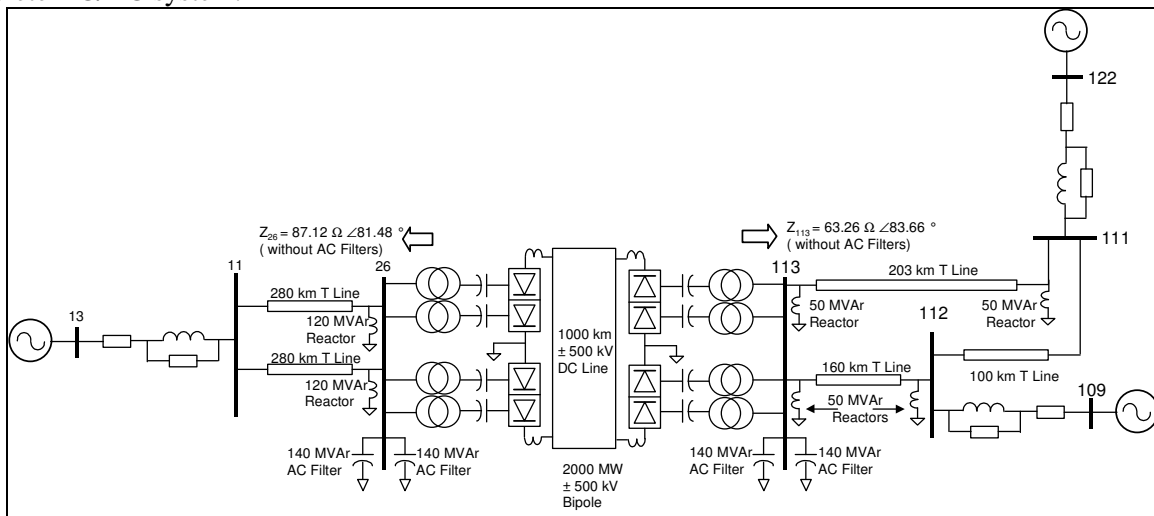 122
Z26 = 87.12 Ω ∠81.48 °
( without AC Filters)
Z113 = 63.26 Ω ∠83.66 °
(without AC Filters)
111
11
26
113
203 km T Line
280 km T Line
50 MVAr
Reactor
50 MVAr
Reactor
112
13
120 MVAr
Reactor
1000 km
± 500 kV
DC Line
280 km T Line
160 km T Line
100 km T Line
120 MVAr
Reactor
50 MVAr
Reactors
109
140 MVAr
AC Filter
140 MVAr
AC Filter
140 MVAr
AC Filter
140 MVAr
AC Filter
2000 MW
± 500 kV
Bipole